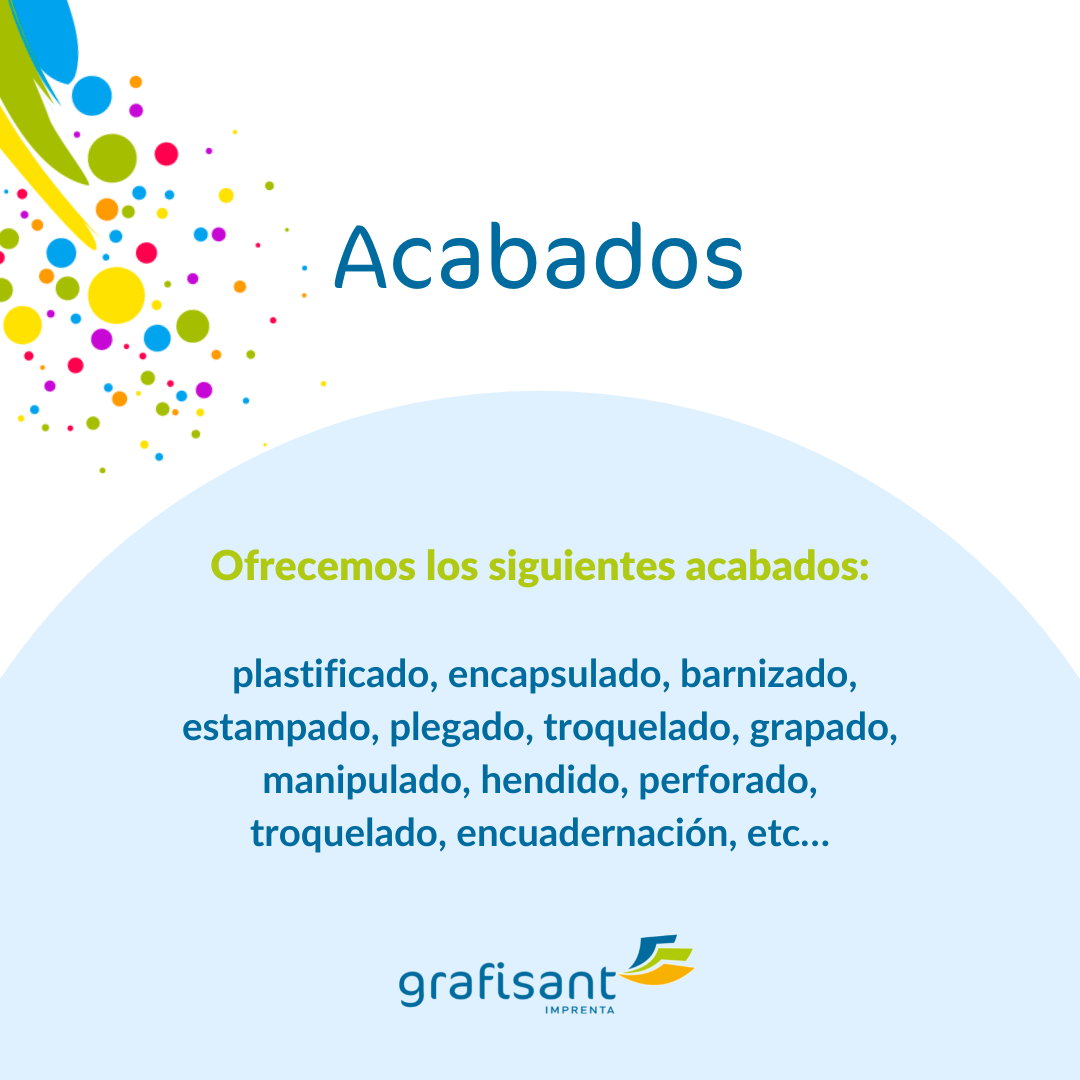 Acabados
Ofrecemos los siguientes acabados:
plastificado, encapsulado, barnizado,
estampado, plegado, troquelado, grapado,
manipulado, hendido, perforado,
troquelado, encuadernación, etc...
grafisant
IMPRENTA